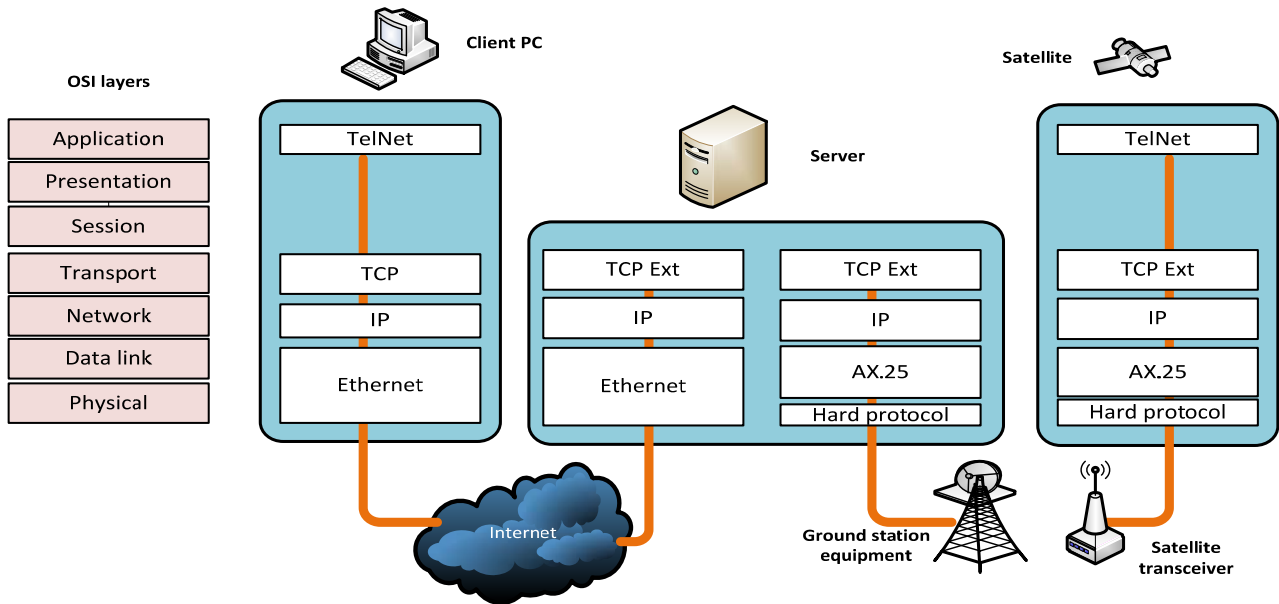 OSI layers
Application
Presentation
Session
Transport
Network
Data link
Physical
Client PC
TelNet
TCP
IP
Ethernet
Internet
Server
TCP Ext
IP
Ethernet
TCP Ext
IP
AX.25
Hard protocol
Ground station
equipment
Satellite
TelNet
TCP Ext
IP
AX.25
Hard protocol
Satellite
transceiver